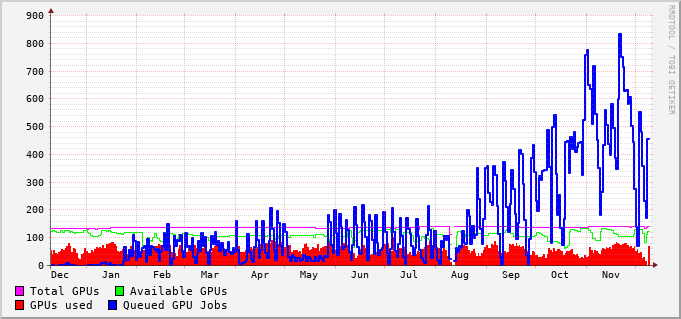 900
800
700
600
500
400
300
200
100
0
Dec Jan Feb Mar Apr May Jun Jul Aug Sep Oct Nov
Total GPUs Available GPUs
GPUs used Queued GPU Jobs
RRDTOOL / TOBI OETIKER